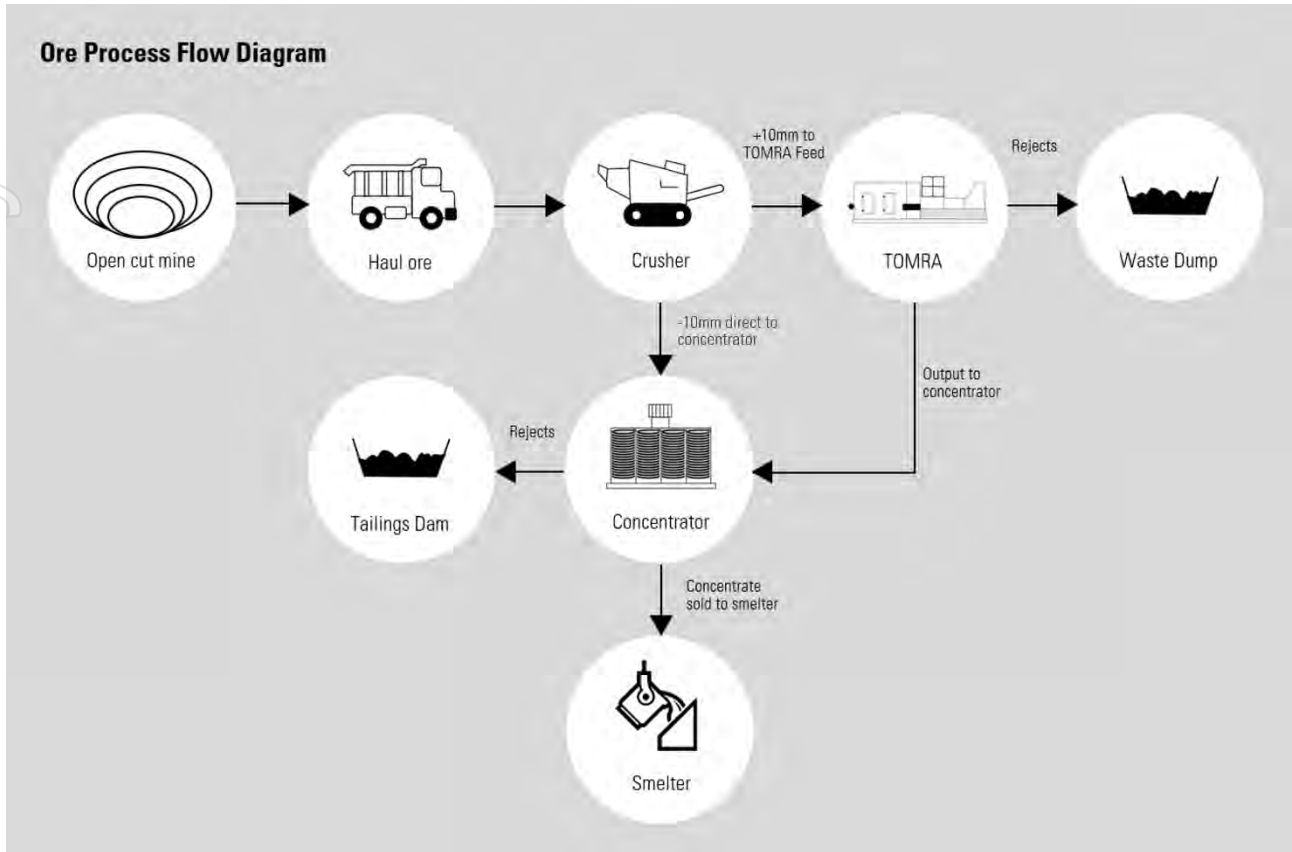 Ore Process Flow Diagram
+10mm to
TOMRA Feed
Rejects
Open cut mine
Haul ore
Crusher
TOMRA
Waste Dump
-10mm direct to
concentrator
Output to
concentrator
Rejects
Tailings Dam
Concentrator
Concentrate
sold to smelter
Smelter